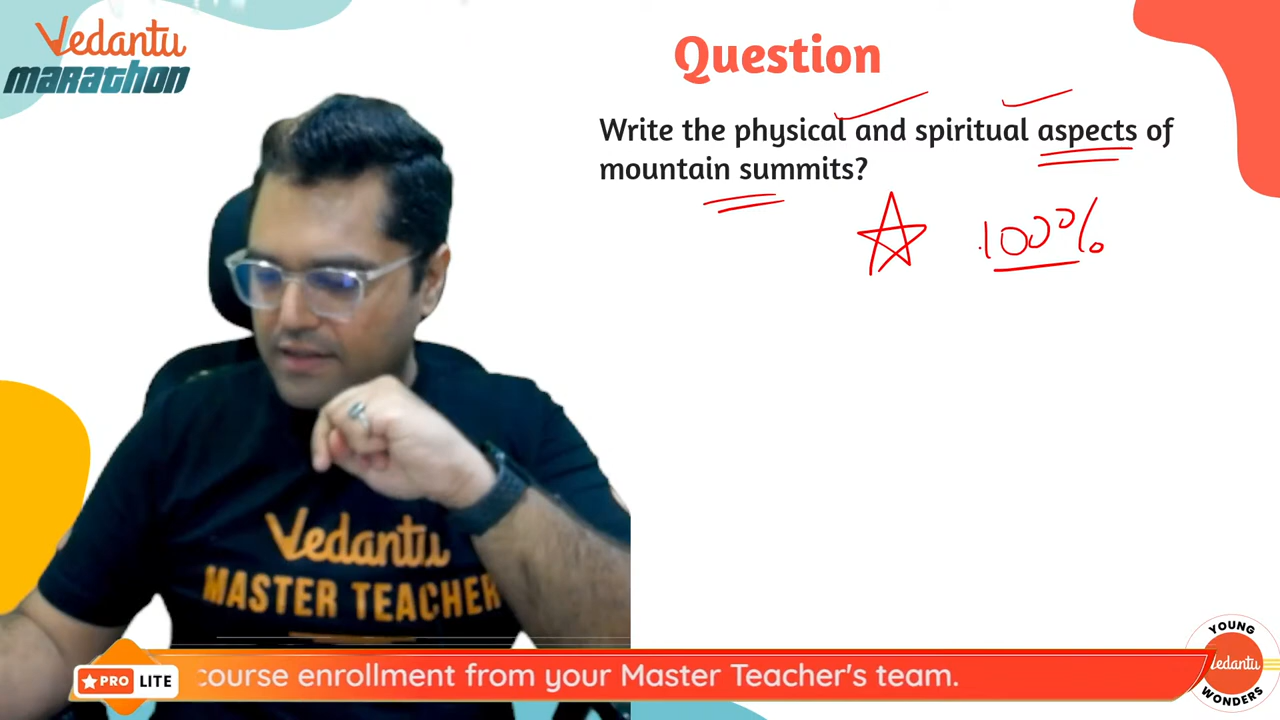 Vedantu
MARATHON
Question
Write the physical and spiritual aspects of
mountain summits?
100%
Vedantu
MASTER TEACHER
PRO LITE
course enrollment from your Master Teacher's team.
YOUNG
Vedantu
WONDERS